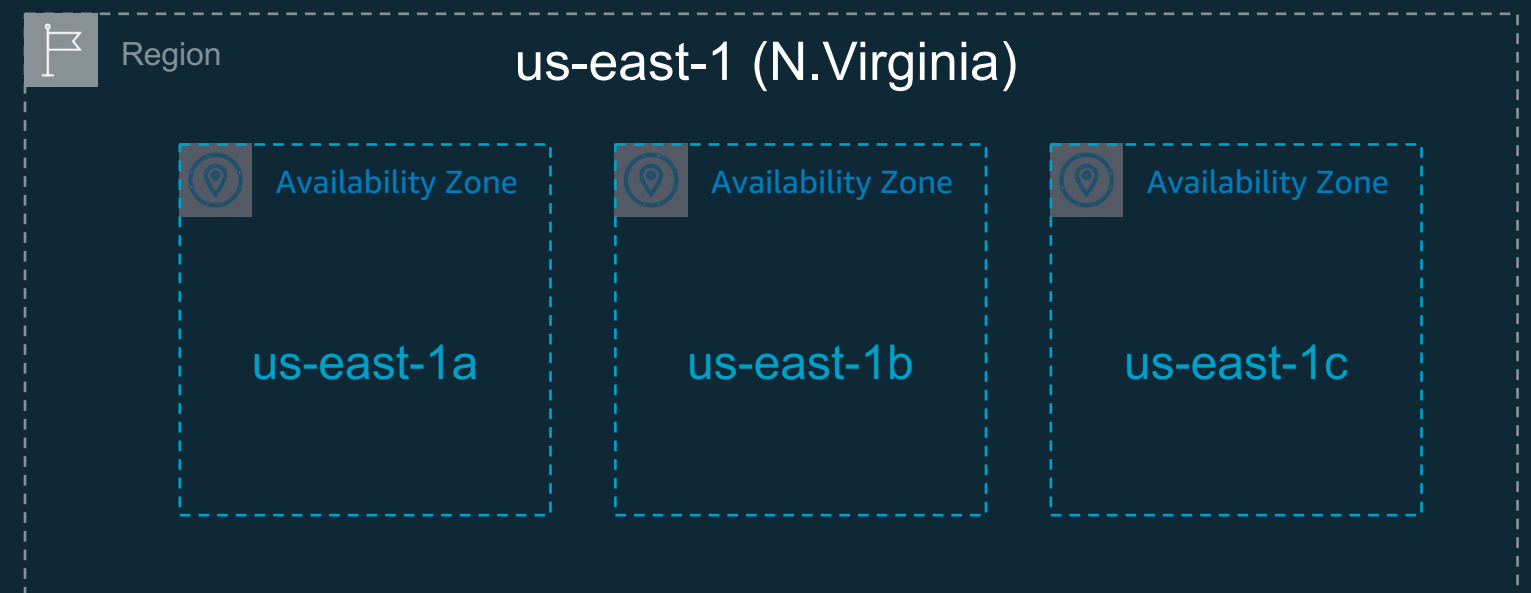 Region
us-east-1 (N.Virginia)
Availability Zone
Availability Zone
Availability Zone
us-east-1a
us-east-1b
us-east-1c